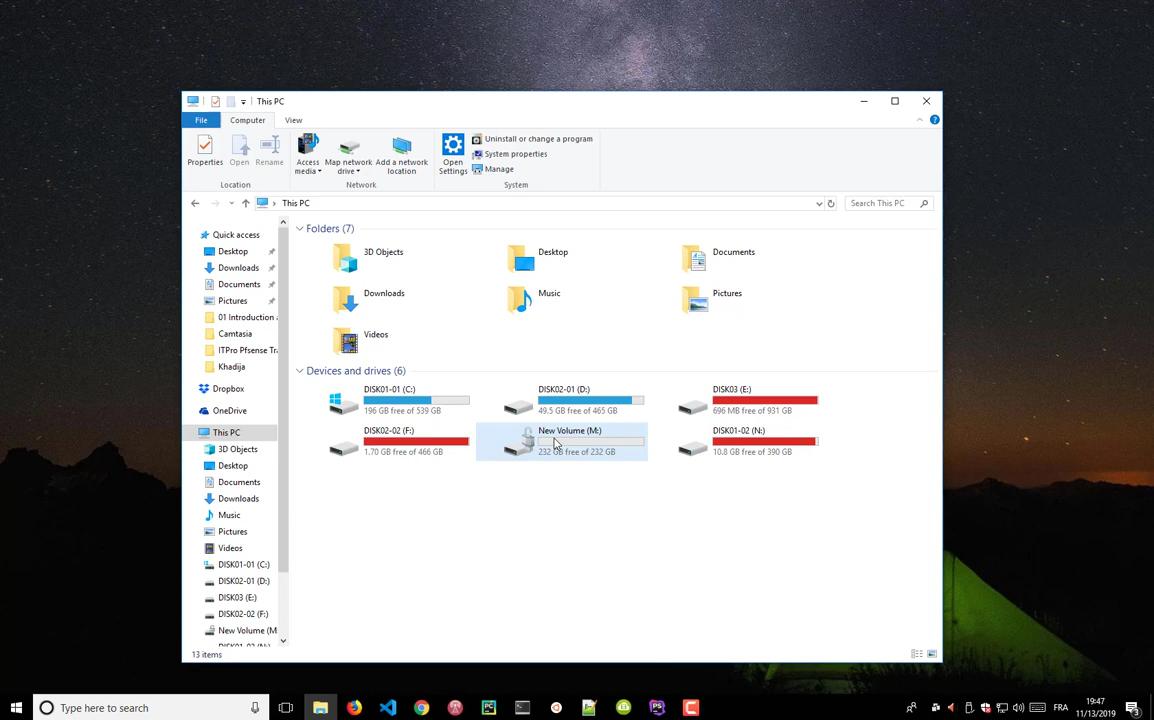 This PC
File
Computer
View
Properties
Open
Rename
Access media
Map network drive
Add a network location
Open Settings
Uninstall or change a program
System properties
Manage
Location
Network
System
This PC
Search This PC
Quick access
Desktop
Downloads
Documents
Pictures
01 Introduction
Camtasia
ITPro Pfsense Tra
Khadija
Dropbox
OneDrive
This PC
3D Objects
Desktop
Documents
Downloads
Music
Pictures
Videos
DISK01-01 (C:)
DISK02-01 (D:)
DISK03 (E:)
DISK02-02 (F:)
New Volume (M
Folders (7)
3D Objects
Desktop
Documents
Downloads
Music
Pictures
Videos
Devices and drives (6)
DISK01-01 (C:)
196 GB free of 539 GB
DISK02-01 (D:)
49.5 GB free of 465 GB
DISK03 (E:)
696 MB free of 931 GB
DISK02-02 (F:)
1.70 GB free of 466 GB
New Volume (M:)
232 GB free of 232 GB
DISK01-02 (N:)
10.8 GB free of 390 GB
13 items
Type here to search
FRA
19:47
11/13/2019
3